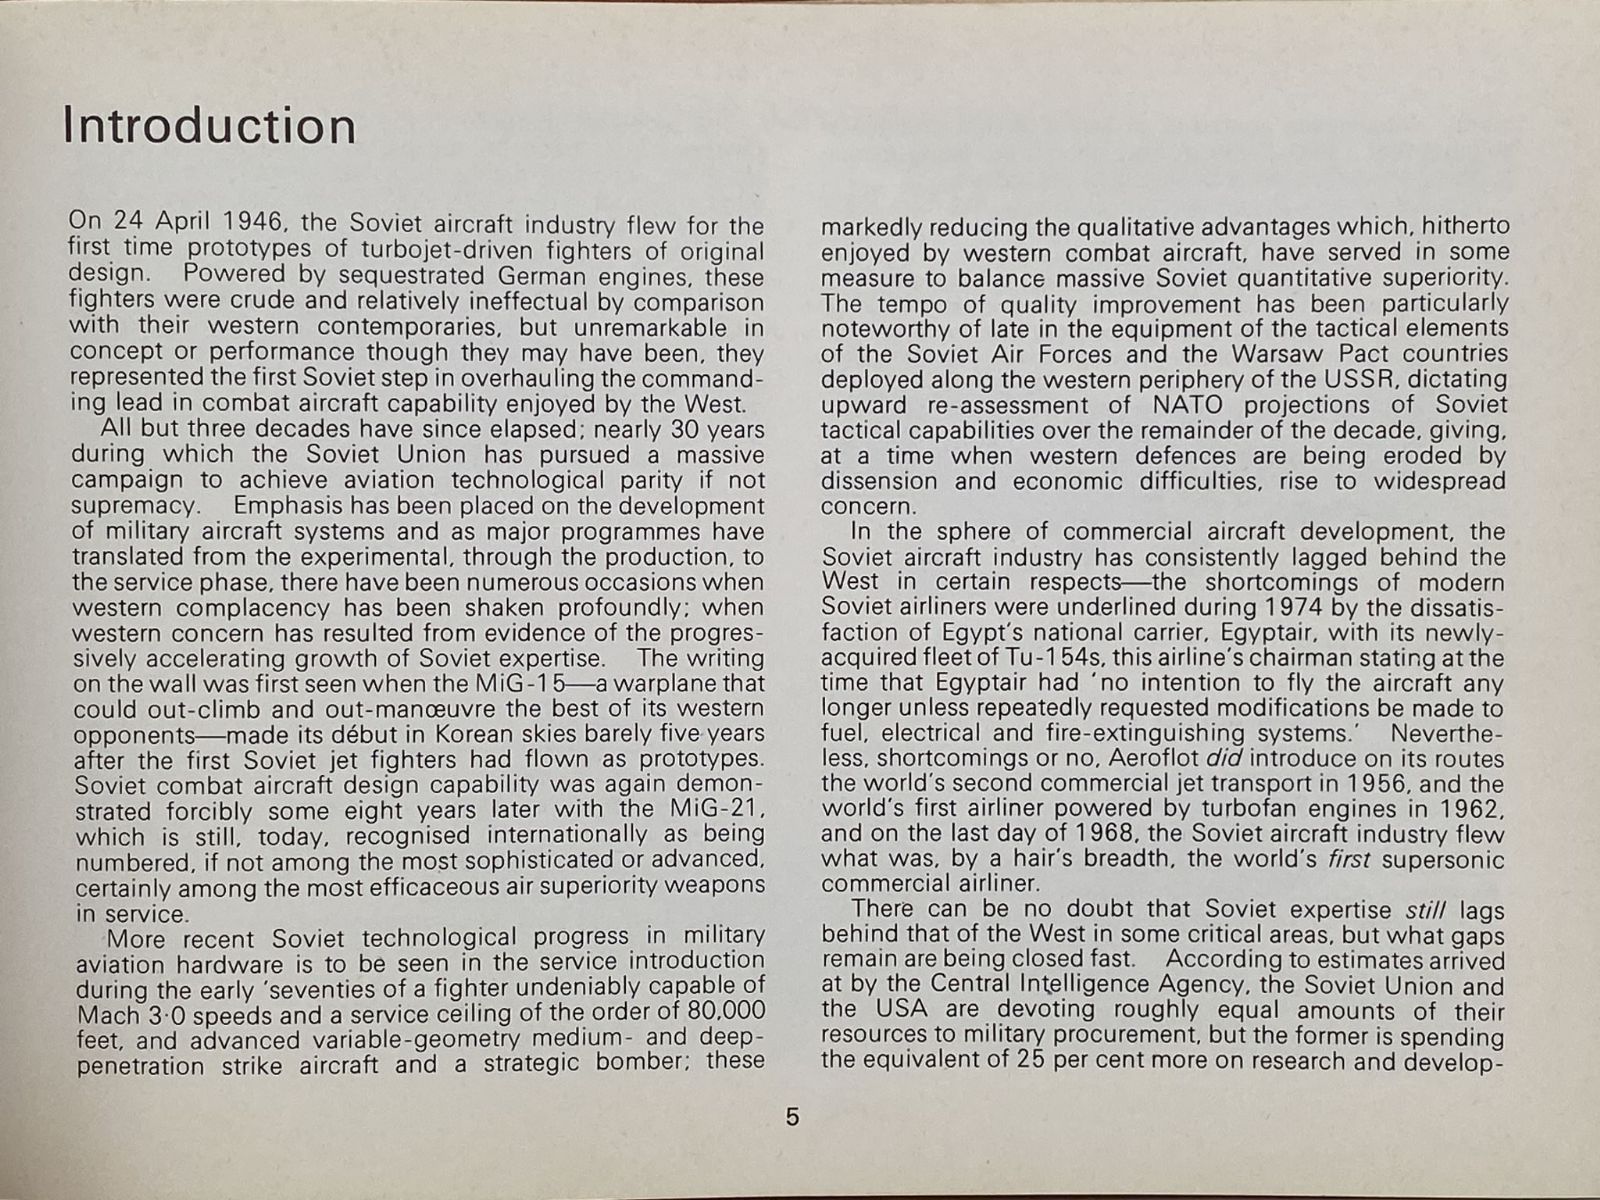 Introduction
On 24 April 1946, the Soviet aircraft industry flew for the
first time prototypes of turbojet-driven fighters of original
design. Powered by sequestrated German engines, these
fighters were crude and relatively ineffectual by comparison
with their western contemporaries, but unremarkable in
concept or performance though they may have been, they
represented the first Soviet step in overhauling the command-
ing lead in combat aircraft capability enjoyed by the West.
All but three decades have since elapsed; nearly 30 years
during which the Soviet Union has pursued a massive
campaign to achieve aviation technological parity if not
supremacy. Emphasis has been placed on the development
of military aircraft systems and as major programmes have
translated from the experimental, through the production, to
the service phase, there have been numerous occasions when
western complacency has been shaken profoundly; when
western concern has resulted from evidence of the progres-
sively accelerating growth of Soviet expertise. The writing
on the wall was first seen when the MiG-15—a warplane that
could out-climb and out-manœuvre the best of its western
opponents—made its début in Korean skies barely five years
after the first Soviet jet fighters had flown as prototypes.
Soviet combat aircraft design capability was again demon-
strated forcibly some eight years later with the MiG-21,
which is still, today, recognised internationally as being
numbered, if not among the most sophisticated or advanced,
certainly among the most efficaceous air superiority weapons
in service.
More recent Soviet technological progress in military
aviation hardware is to be seen in the service introduction
during the early 'seventies of a fighter undeniably capable of
Mach 3·0 speeds and a service ceiling of the order of 80,000
feet, and advanced variable-geometry medium- and deep-
penetration strike aircraft and a strategic bomber; these
markedly reducing the qualitative advantages which, hitherto
enjoyed by western combat aircraft, have served in some
measure to balance massive Soviet quantitative superiority.
The tempo of quality improvement has been particularly
noteworthy of late in the equipment of the tactical elements
of the Soviet Air Forces and the Warsaw Pact countries
deployed along the western periphery of the USSR, dictating
upward re-assessment of NATO projections of Soviet
tactical capabilities over the remainder of the decade, giving,
at a time when western defences are being eroded by
dissension and economic difficulties, rise to widespread
concern.
In the sphere of commercial aircraft development, the
Soviet aircraft industry has consistently lagged behind the
West in certain respects—the shortcomings of modern
Soviet airliners were underlined during 1974 by the dissatis-
faction of Egypt's national carrier, Egyptair, with its newly-
acquired fleet of Tu-154s, this airline's chairman stating at the
time that Egyptair had 'no intention to fly the aircraft any
longer unless repeatedly requested modifications be made to
fuel, electrical and fire-extinguishing systems.' Neverthe-
less, shortcomings or no, Aeroflot did introduce on its routes
the world's second commercial jet transport in 1956, and the
world's first airliner powered by turbofan engines in 1962,
and on the last day of 1968, the Soviet aircraft industry flew
what was, by a hair's breadth, the world's first supersonic
commercial airliner.
There can be no doubt that Soviet expertise still lags
behind that of the West in some critical areas, but what gaps
remain are being closed fast. According to estimates arrived
at by the Central Intelligence Agency, the Soviet Union and
the USA are devoting roughly equal amounts of their
resources to military procurement, but the former is spending
the equivalent of 25 per cent more on research and develop-
5